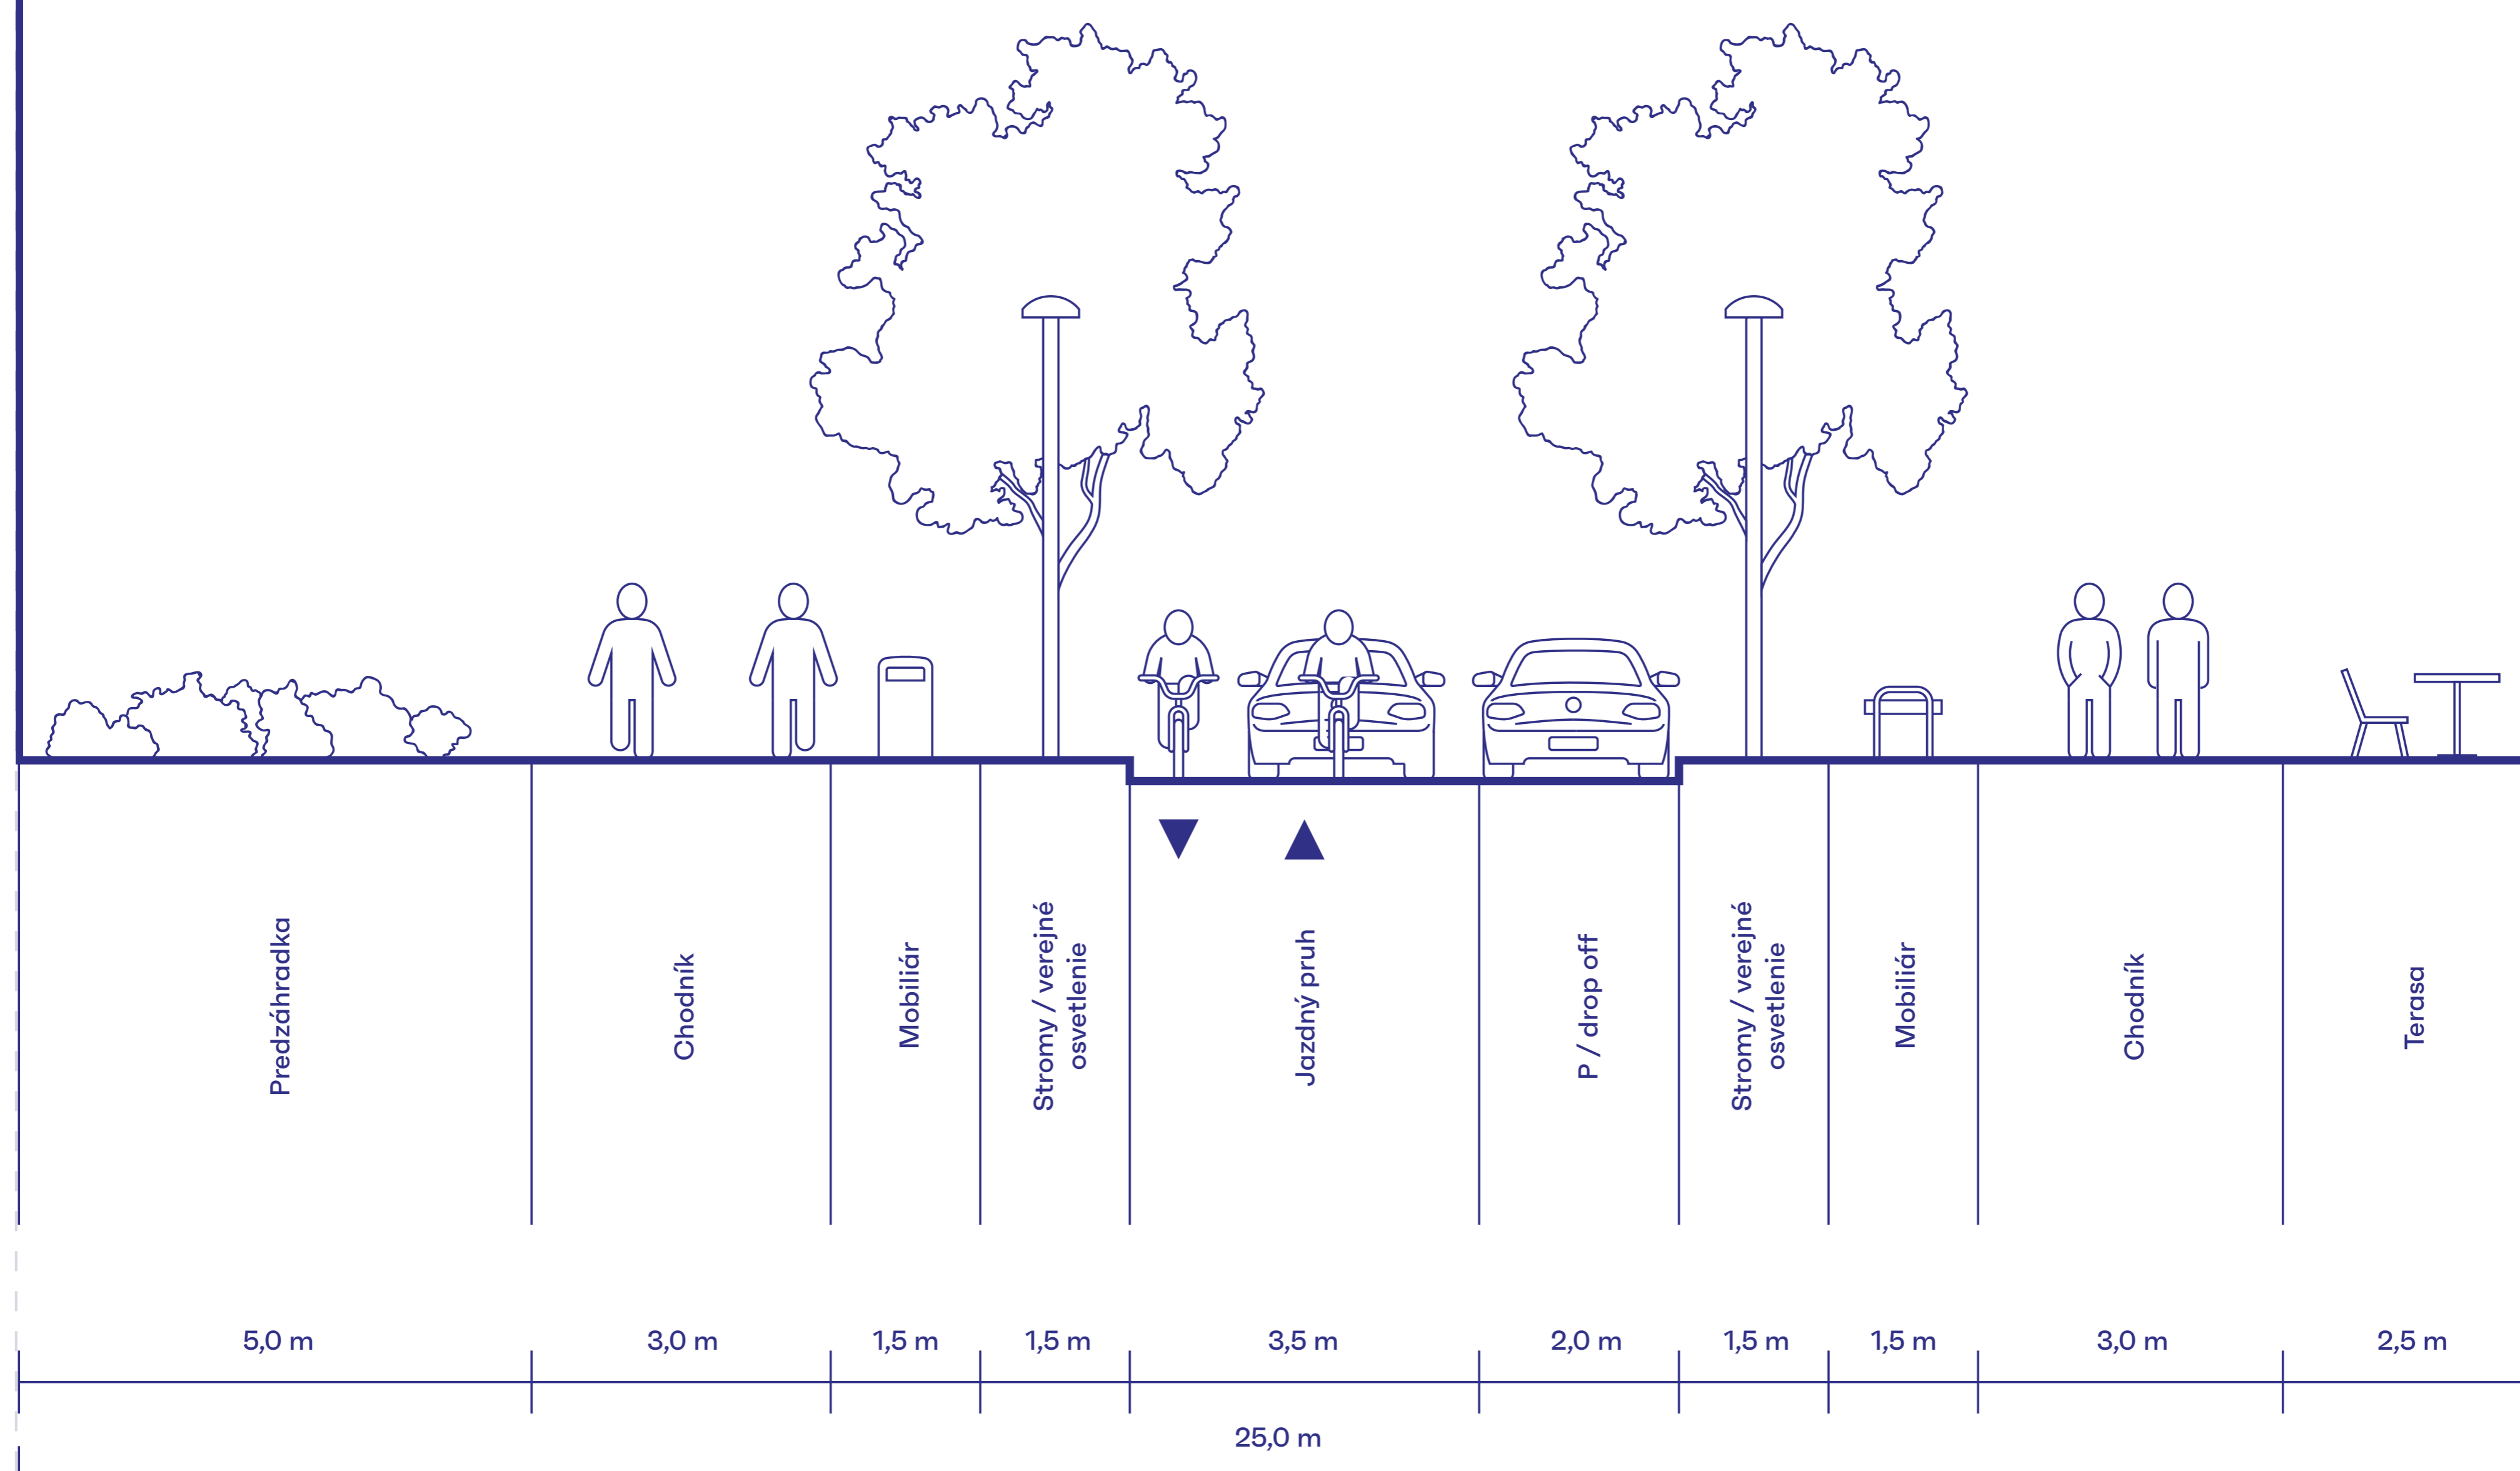 Predzáhradka
Chodník
Mobiliár
Stromy / verejné
osvetlenie
Jazdný pruh
P / drop off
Stromy / verejné
osvetlenie
Mobiliár
Chodník
Terasa
5,0 m
3,0 m
1,5 m
1,5 m
3,5 m
2,0 m
1,5 m
1,5 m
3,0 m
2,5 m
25,0 m